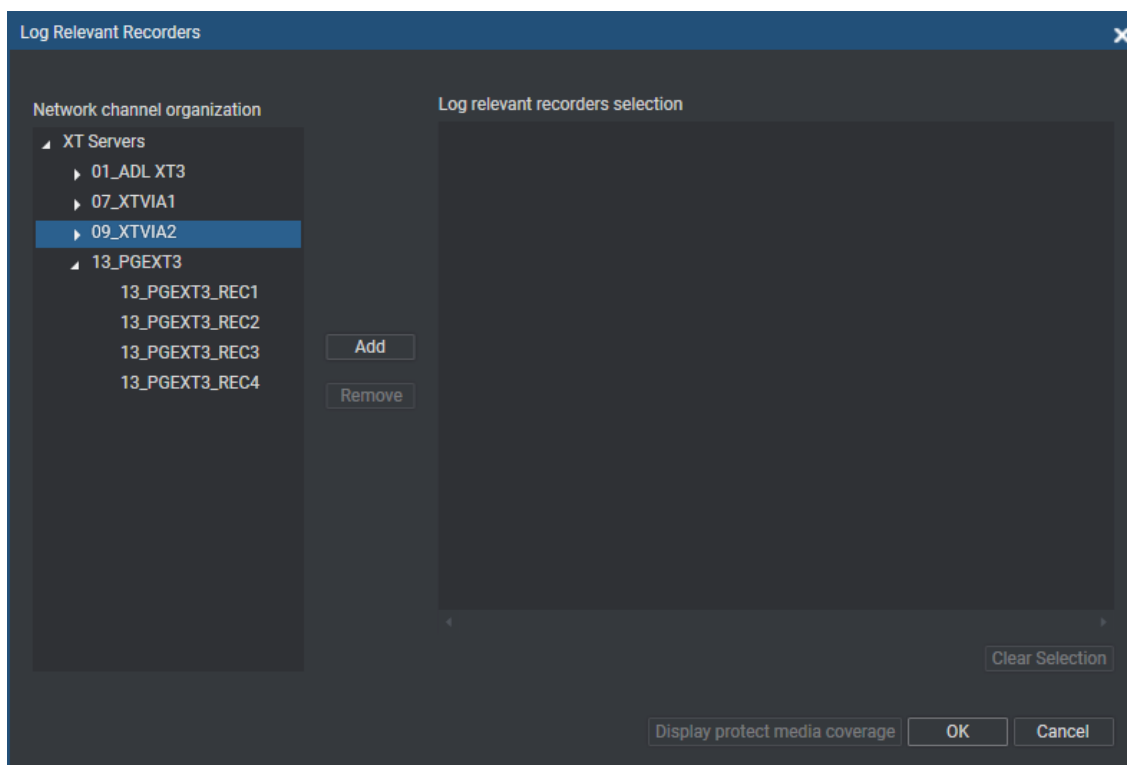 Log Relevant Recorders
Network channel organization
XT Servers
01_ADL XT3
07_XTVIA1
09_XTVIA2
13_PGEXT3
13_PGEXT3_REC1
13_PGEXT3_REC2
13_PGEXT3_REC3
13_PGEXT3_REC4
Add
Remove
Log relevant recorders selection
Clear Selection
Display protect media coverage
OK
Cancel